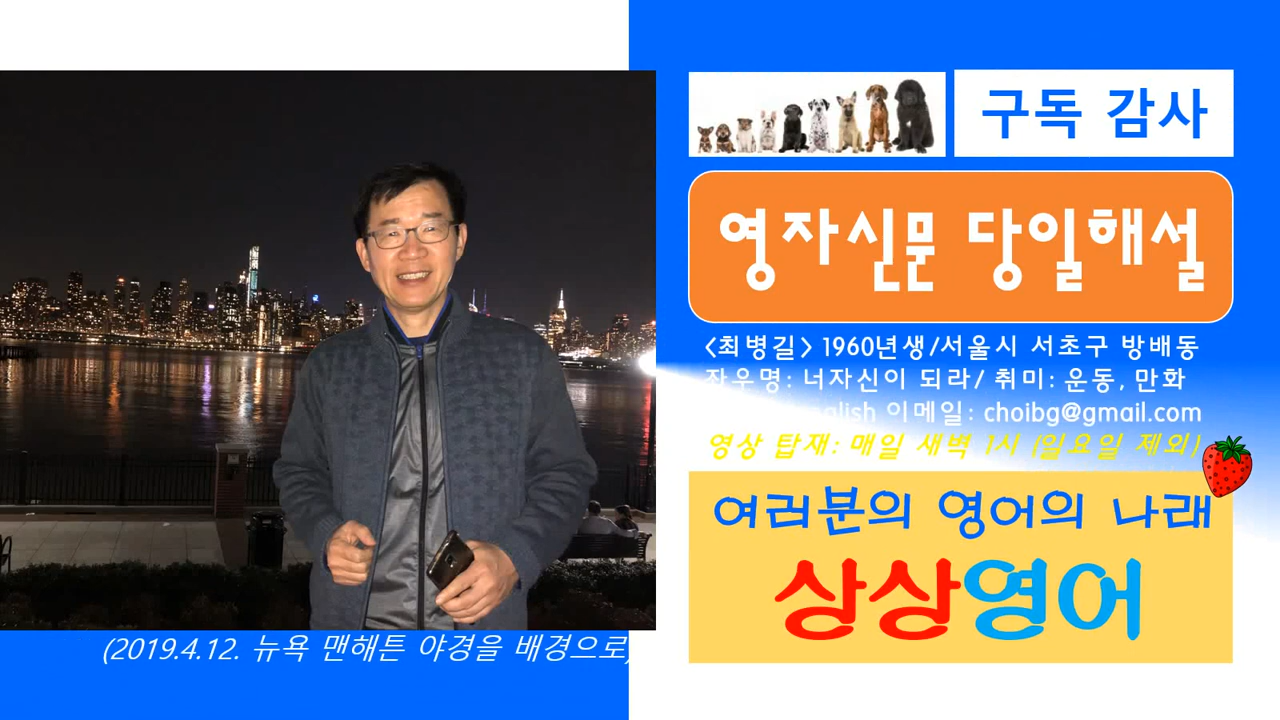 구독 감사
영자신문 당일해설
<최병길> 1960년생/서울시 서초구 방배동
좌우명: 너자신이 되라/ 취미: 운동, 만화
이메일: choibg@gmail.com
영상 탑재: 매일 새벽 1시 (일요일 제외)
여러분의 영어의 나래
상상영어
(2019.4.12. 뉴욕 맨해튼 야경을 배경으로)